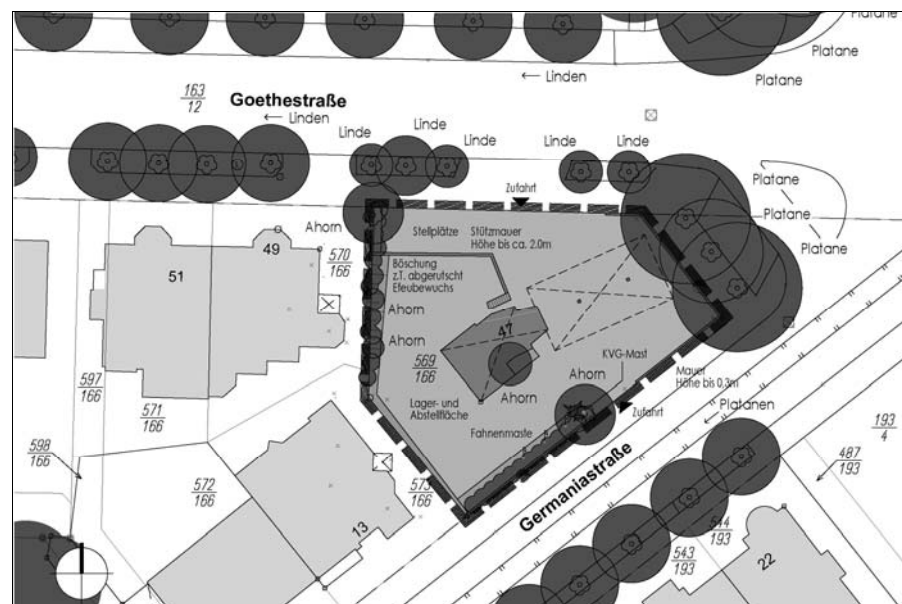 Platane
Platane
Platane
← Linden
163
12
Goethestraße
← Linden
Linde
Linde
Linde
Linde
Linde
Platane
Platane
Platane
Zufahrt
Ahorn
Stellplätze
Stützmauer
Höhe bis ca. 2.0m
49
51
570
166
Böschung
z.T. abgerutscht
Efeubewuchs
Ahorn
Ahorn
47
569
166
KVG-Mast
Mauer
Höhe bis 0,3m
597
166
571
166
Ahorn
Ahorn
Lager- und
Abstellfläche
Zufahrt
← Platanen
Fahnenmaste
193
4
598
166
572
166
573
166
487
193
Germaniastraße
13
544
193
543
193
22